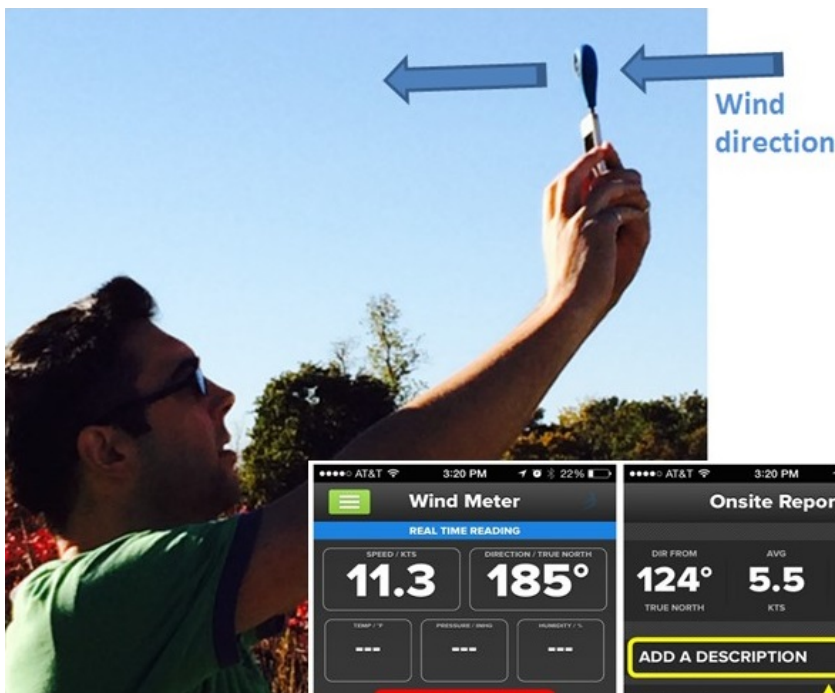 Wind
direction
AT&T 3:20 PM 22%
Wind Meter
REAL TIME READING
SPEED / KTS DIRECTION / TRUE NORTH
11.3 185°
TEMP / °F PRESSURE / INHG HUMIDITY / %
--- --- ---
AT&T 3:20 PM
Onsite Repor
DIR FROM AVG
124° 5.5
TRUE NORTH KTS
ADD A DESCRIPTION